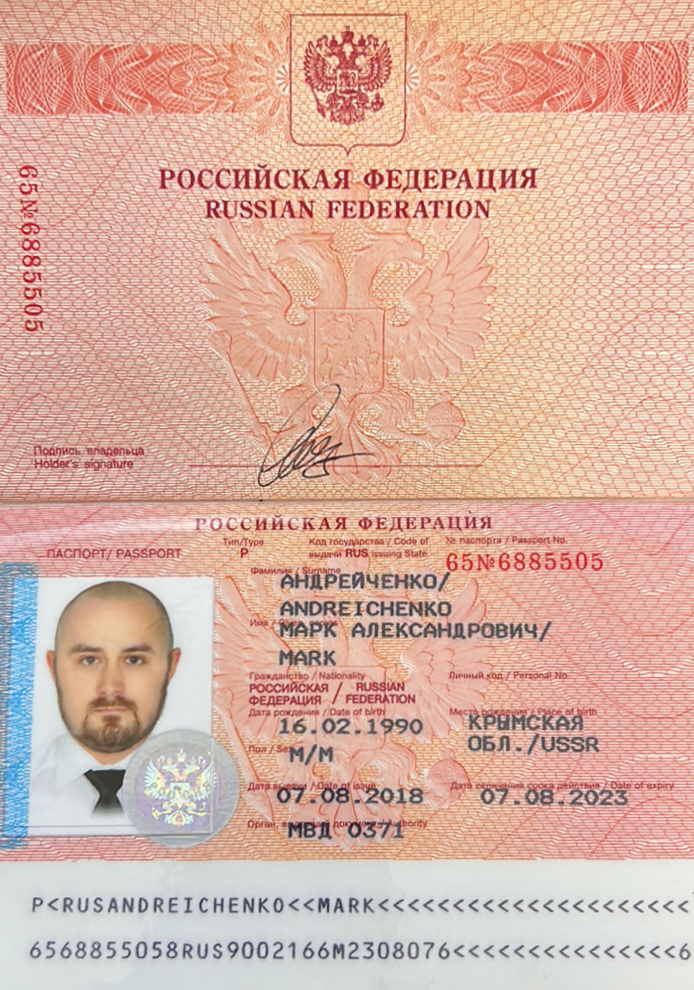 РОССИЙСКАЯ ФЕДЕРАЦИЯ
RUSSIAN FEDERATION
65№6885505
Подпись владельца
Holder's signature
РОССИЙСКАЯ ФЕДЕРАЦИЯ
ПАСПОРТ/ PASSPORT
Тип/Type
P
Код государства / Code of
выдачи RUS Issuing State
№ паспорта / Passport No.
65№6885505
Фамилия / Surname
АНДРЕЙЧЕНКО/
ANDREICHENKO
МАРК АЛЕКСАНДРОВИЧ/
MARK
Гражданство / Nationality
Личный код / Personal No.
РОССИЙСКАЯ / RUSSIAN
ФЕДЕРАЦИЯ / FEDERATION
Дата рождения / Date of birth
Место рождения / Place of birth
16.02.1990
КРЫМСКАЯ
ОБЛ./USSR
Пол / Sex
М/M
Дата выдачи / Date of issue
Дата окончания срока действия / Date of expiry
07.08.2018
07.08.2023
Орган, выдавший документ / Authority
МВД 0371
P<RUSANDREICHENKO<<MARK<<<<<<<<<<<<<<<<<<<<<
6568855058RUS9002166M2308076<<<<<<<<<<<<<<<6